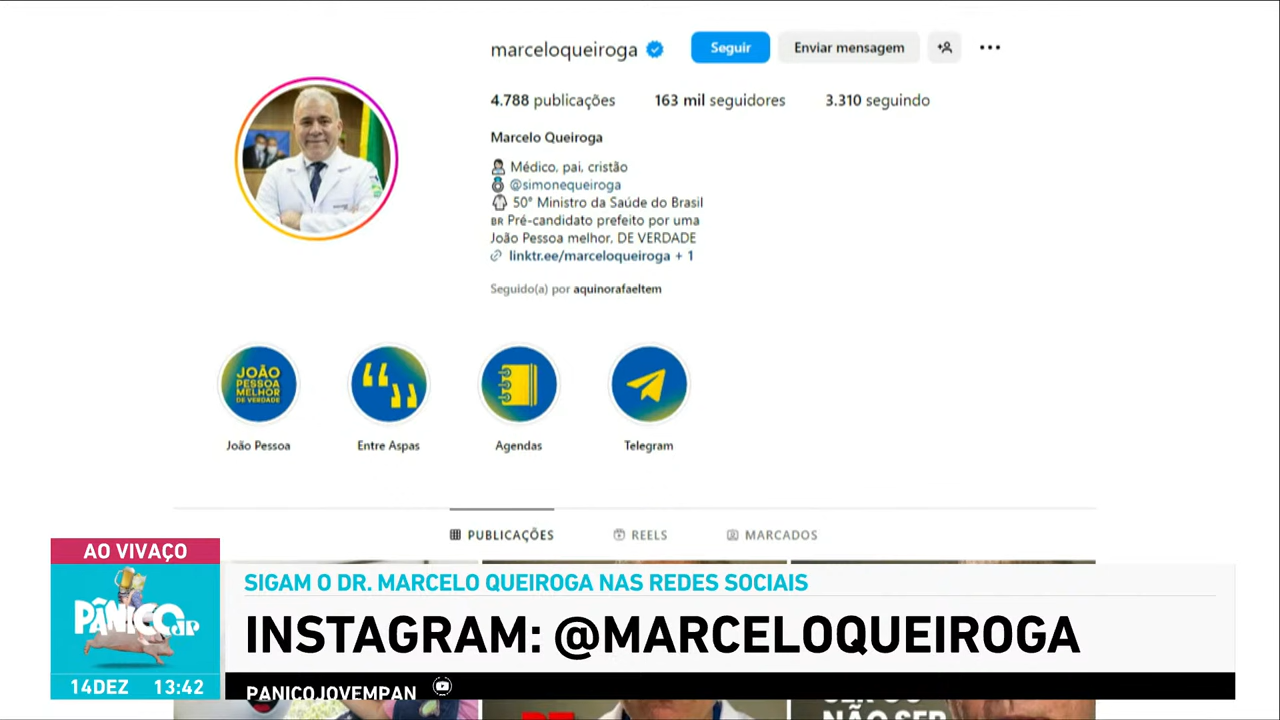 marceloqueiroga
Seguir
Enviar mensagem
4.788 publicações
163 mil seguidores
3.310 seguindo
Marcelo Queiroga
Médico, pai, cristão
@simonequeiroga
50° Ministro da Saúde do Brasil
BR Pré-candidato prefeito por uma
João Pessoa melhor, DE VERDADE
linktr.ee/marceloqueiroga + 1
Seguido(a) por aquinorafaeltem
JOÃO
PESSOA
MELHOR
DE VERDADE
João Pessoa
Entre Aspas
Agendas
Telegram
PUBLICAÇÕES
REELS
MARCADOS
AO VIVAÇO
PÂNICO JP
14DEZ 13:42
SIGAM O DR. MARCELO QUEIROGA NAS REDES SOCIAIS
INSTAGRAM: @MARCELOQUEIROGA
PANICOJOVEMPAN
NÃO SER